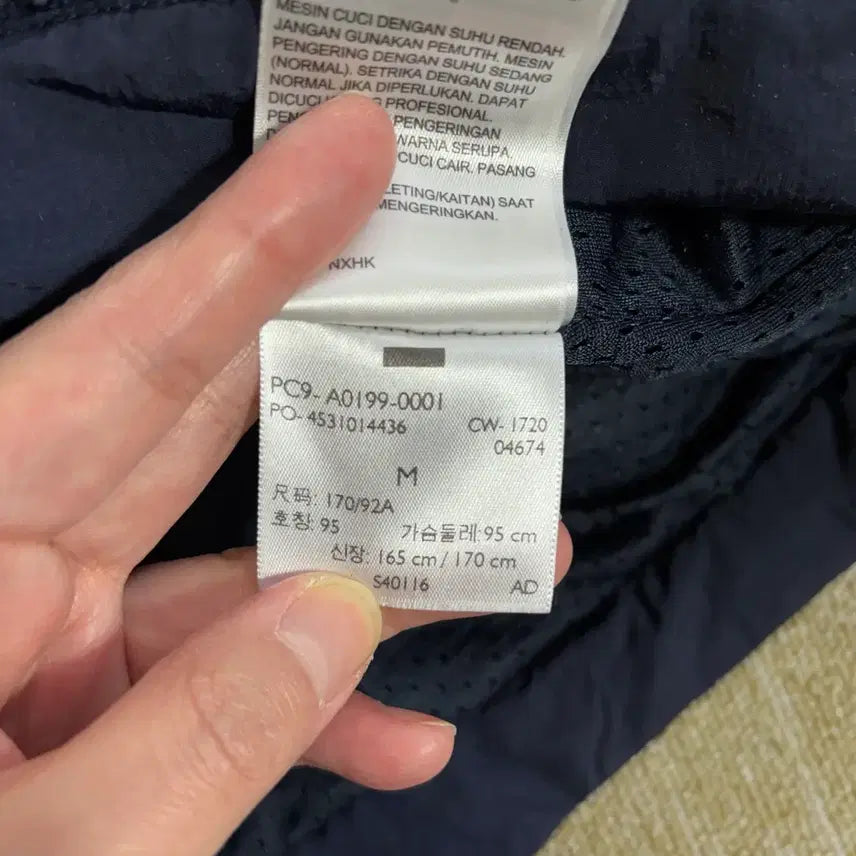 MESIN CUCI DENGAN SUHU RENDAH.
JANGAN GUNAKAN PEMUTIH. MESIN
PENGERING DENGAN SUHU SEDANG
(NORMAL). SETRIKA DENGAN SUHU
NORMAL JIKA DIPERLUKAN. DAPAT
PROFESIONAL.
PENGERINGAN
WARNA SERUPA.
CUCI CAIR. PASANG
LETING/KAITAN) SAAT
MENGERINGKAN.
NXHK
PC9- A0199-0001
PO- 4531014436 CW- 1720
04674
M
尺码: 170/92A
호칭: 95 가슴둘레: 95 cm
신장: 165 cm / 170 cm
S40116 AD